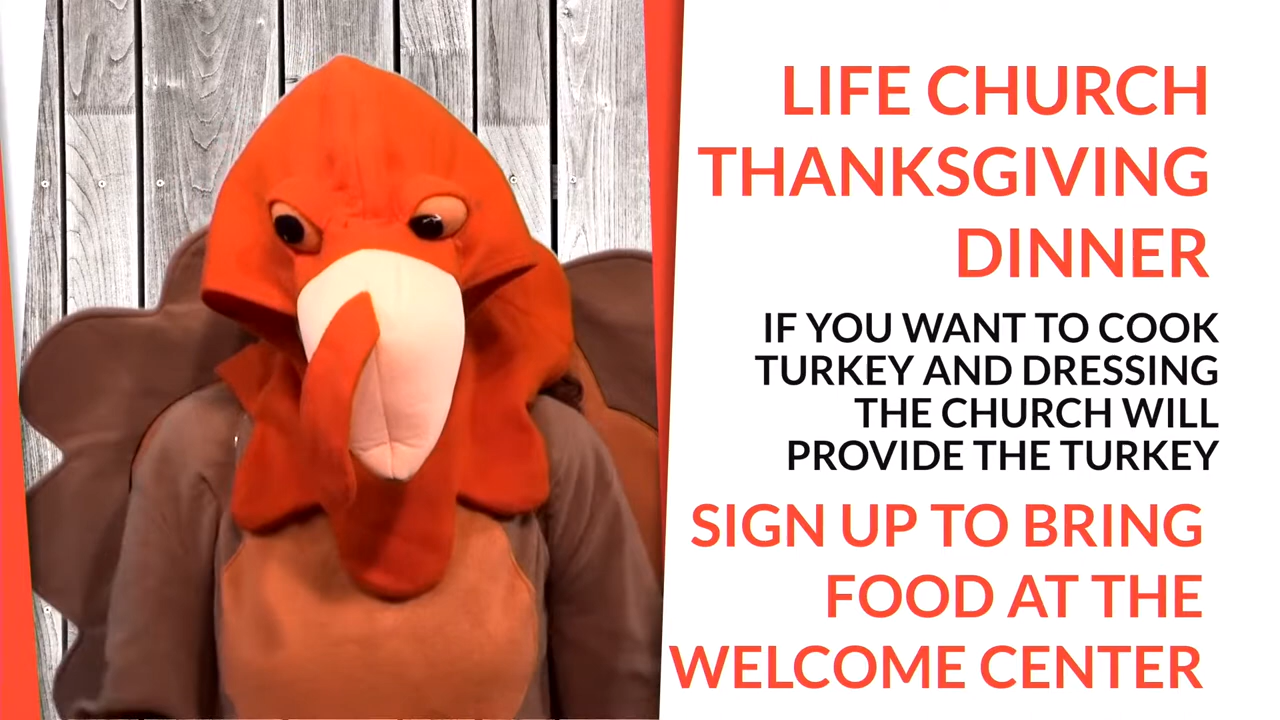 LIFE CHURCH
THANKSGIVING
DINNER
IF YOU WANT TO COOK
TURKEY AND DRESSING
THE CHURCH WILL
PROVIDE THE TURKEY
SIGN UP TO BRING
FOOD AT THE
WELCOME CENTER